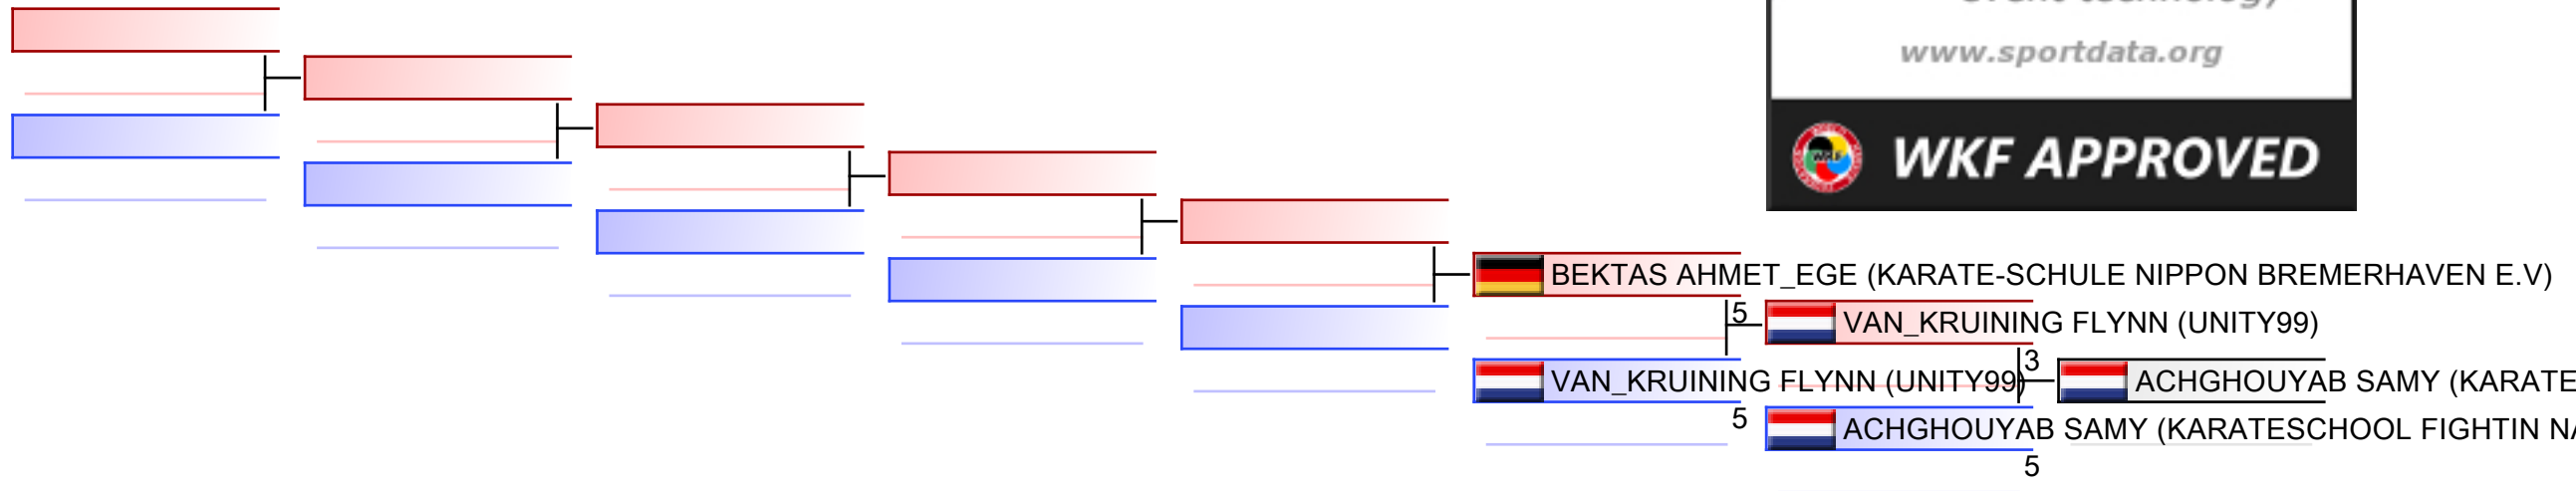 www.sportdata.org
WKF APPROVED
BEKTAS AHMET_EGE (KARATE-SCHULE NIPPON BREMERHAVEN E.V)
5
VAN_KRUINING FLYNN (UNITY99)
3
VAN_KRUINING FLYNN (UNITY99)
ACHGHOUYAB SAMY (KARATE
5
ACHGHOUYAB SAMY (KARATESCHOOL FIGHTIN NA
5